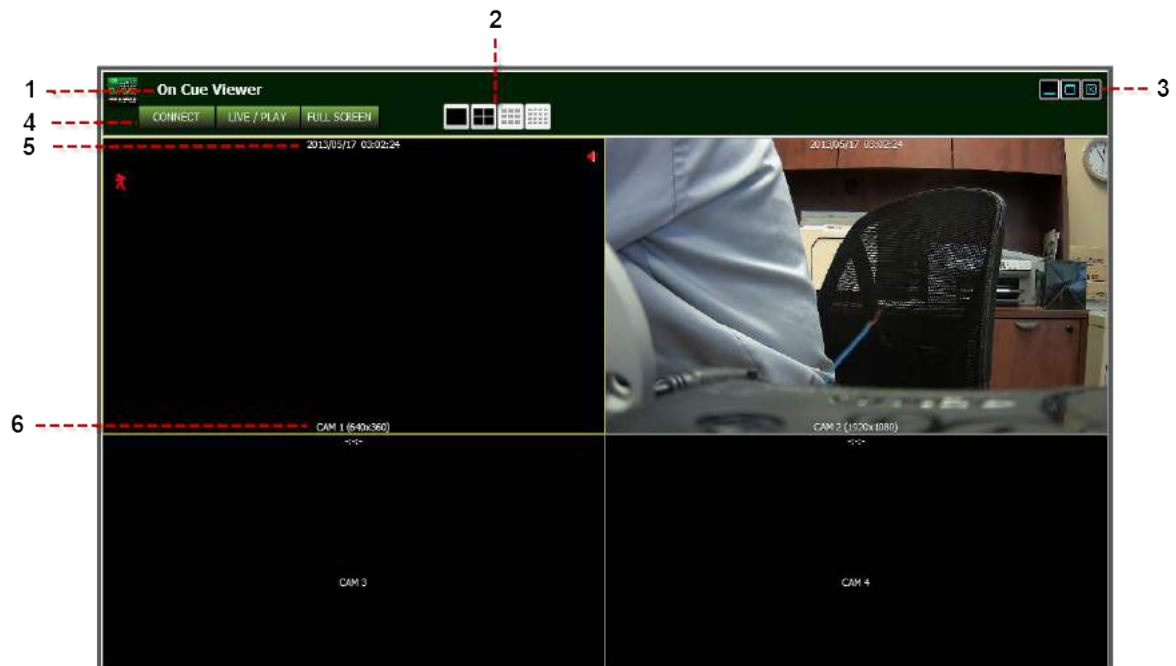 2
1
On Cue Viewer
3
4
CONNECT
LIVE / PLAY
FULL SCREEN
5
2013/05/17 03:02:24
2013/05/17 03:02:24
6
CAM 1 (640x360)
CAM 2 (1920x1080)
-:-:-
-:-:-
CAM 3
CAM 4